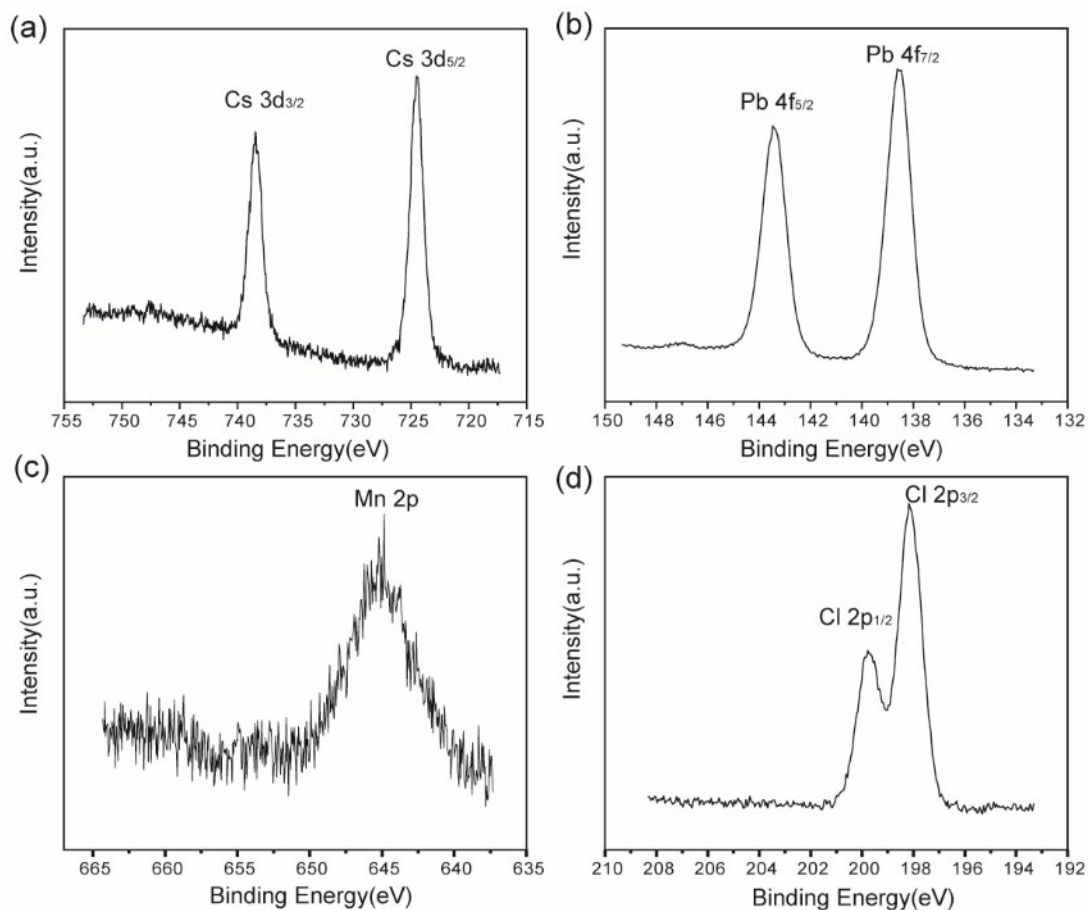 (a)
Cs 3d5/2
Cs 3d3/2
Intensity(a.u.)
755 750 745 740 735 730 725 720 715
Binding Energy(eV)
(b)
Pb 4f7/2
Pb 4f5/2
Intensity(a.u.)
150 148 146 144 142 140 138 136 134 132
Binding Energy(eV)
(c)
Mn 2p
Intensity(a.u.)
665 660 655 650 645 640 635
Binding Energy(eV)
(d)
Cl 2p3/2
Cl 2p1/2
Intensity(a.u.)
210 208 206 204 202 200 198 196 194 192
Binding Energy(eV)